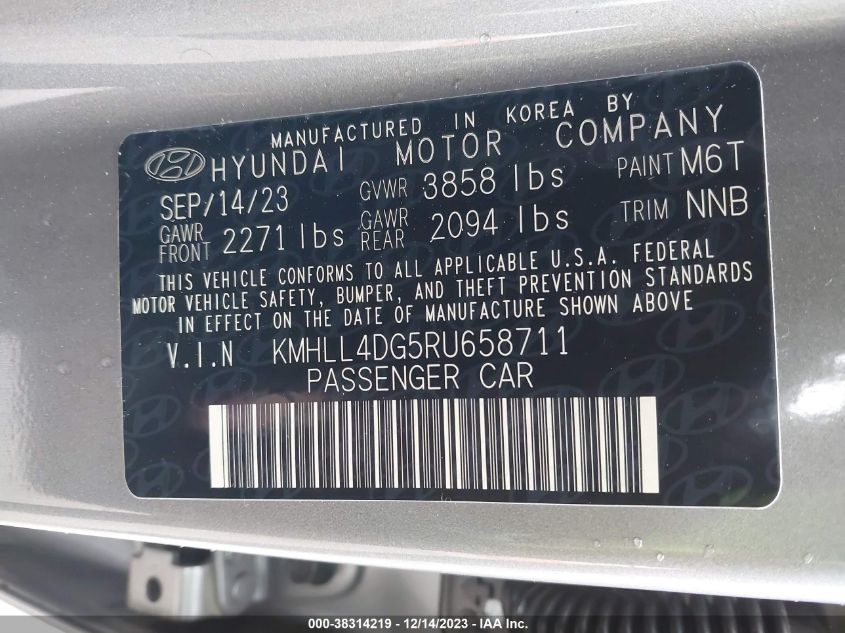 MANUFACTURED IN KOREA BY
HYUNDAI MOTOR COMPANY
SEP/14/23 GVWR 3858 lbs PAINT M6T
GAWR FRONT 2271 lbs GAWR REAR 2094 lbs TRIM NNB
THIS VEHICLE CONFORMS TO ALL APPLICABLE U.S.A. FEDERAL
MOTOR VEHICLE SAFETY, BUMPER, AND THEFT PREVENTION STANDARDS
IN EFFECT ON THE DATE OF MANUFACTURE SHOWN ABOVE
V.I.N KMHLL4DG5RU658711
PASSENGER CAR
000-38314219 - 12/14/2023 - IAA Inc.